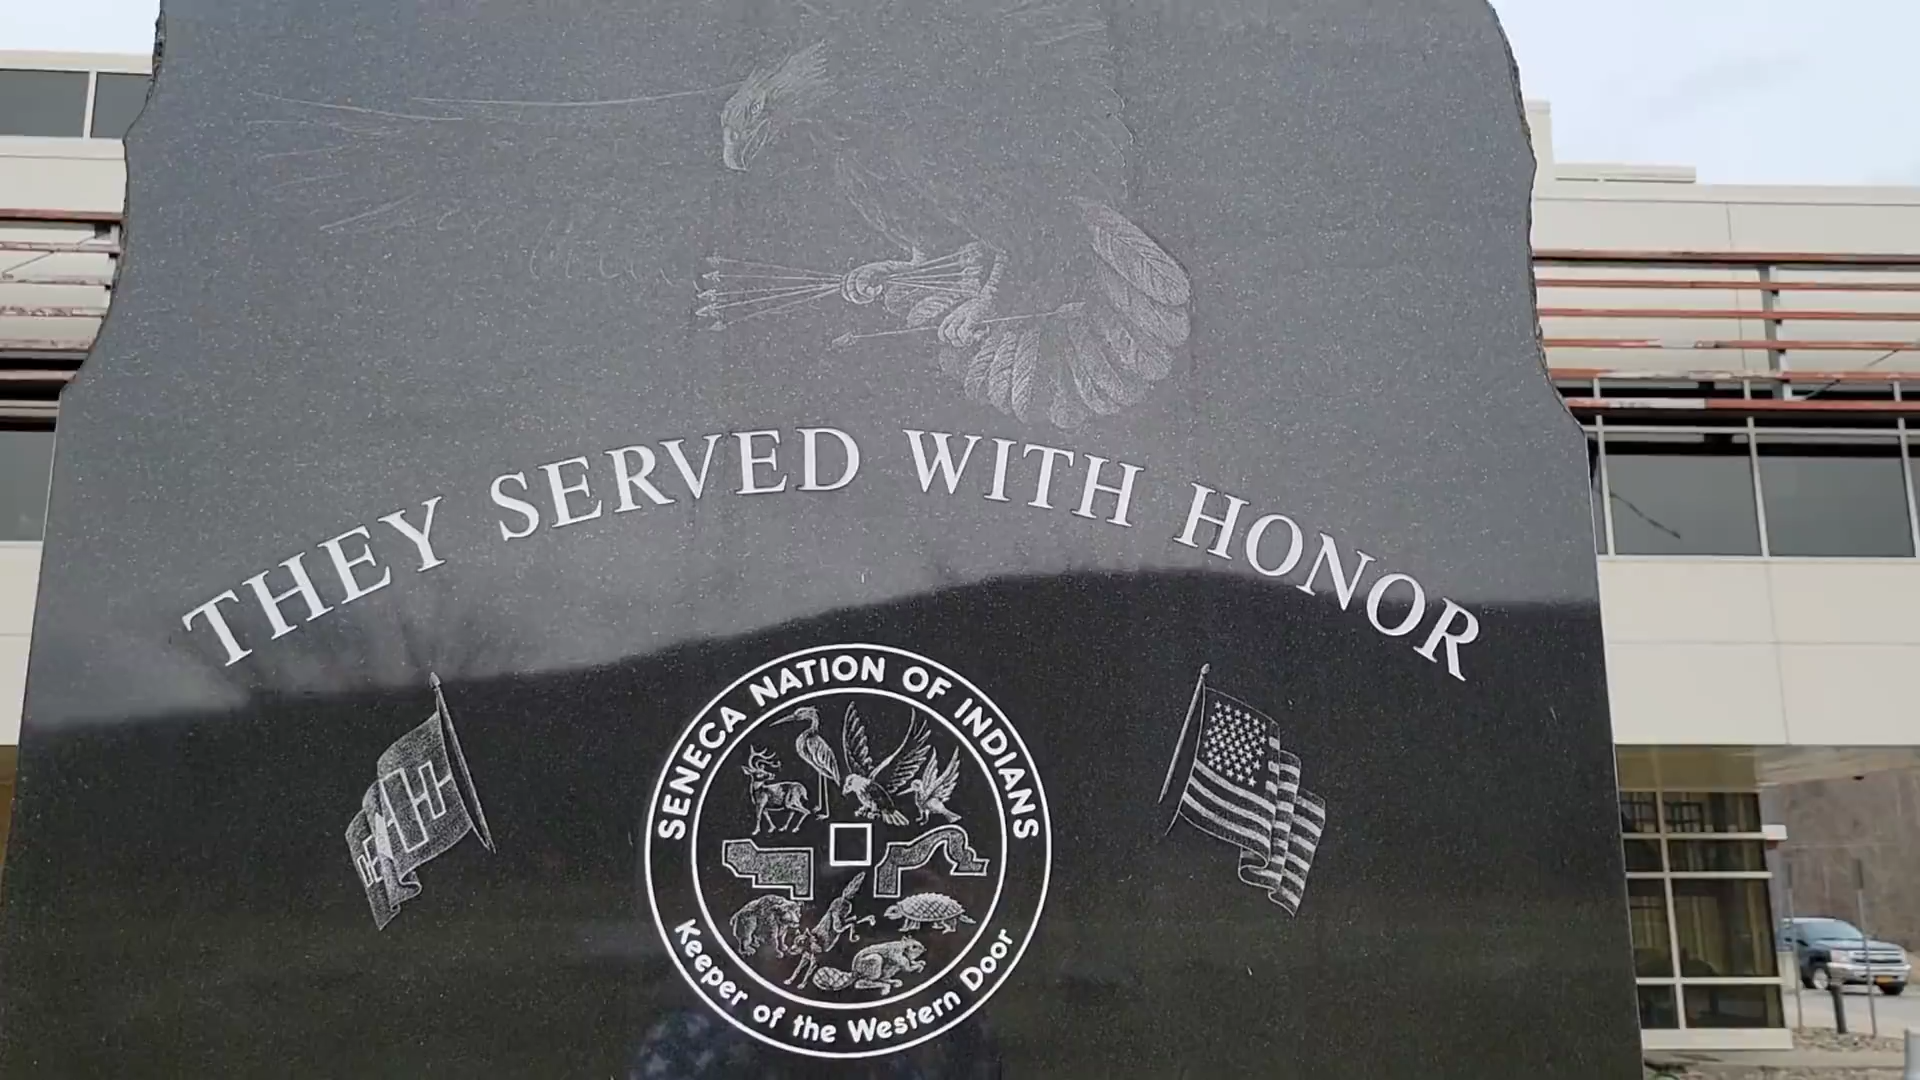 THEY SERVED WITH HONOR
SENECA NATION OF INDIANS
Keeper of the Western Door